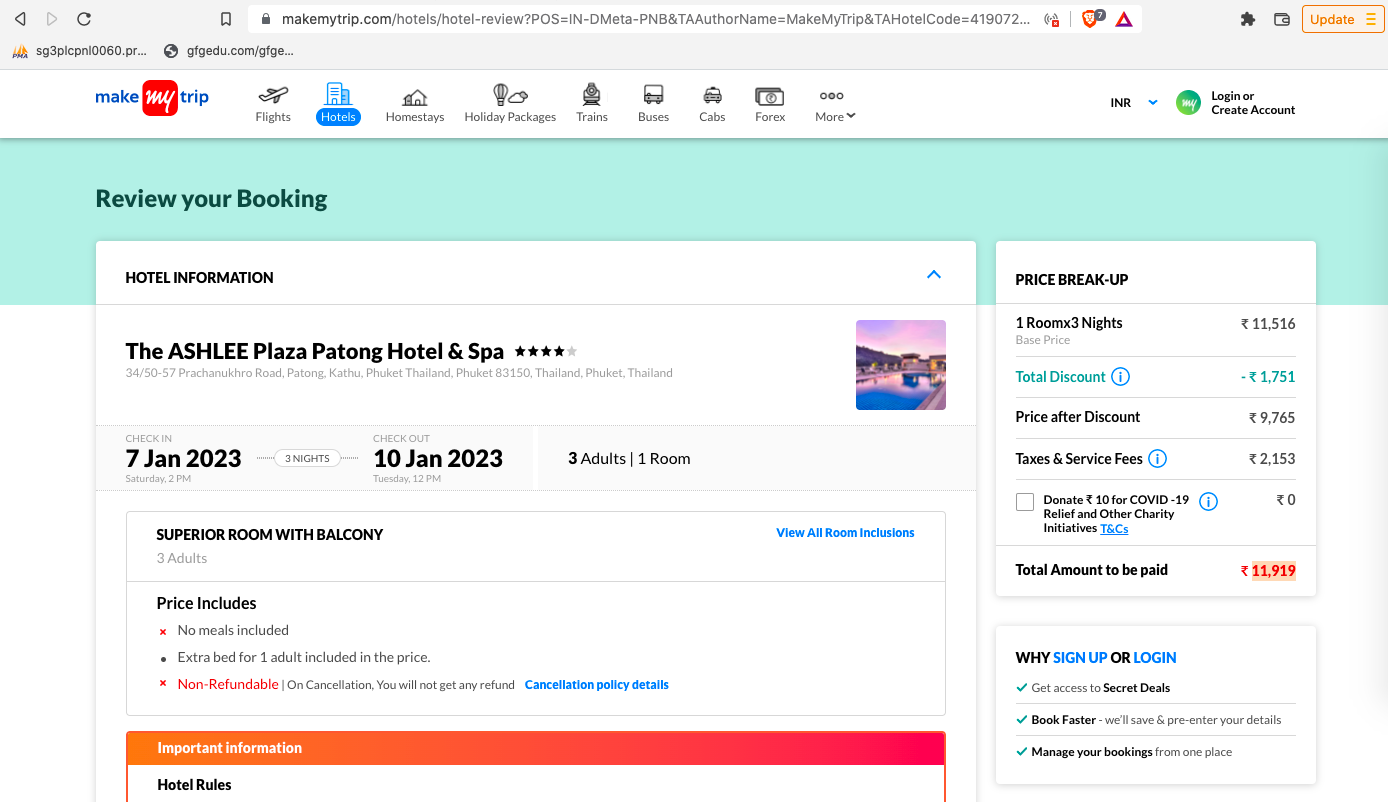 makemytrip.com/hotels/hotel-review?POS=IN-DMeta-PNB&TAAuthorName=MakeMyTrip&TAHotelCode=419072...
7
Update
PMA
sg3plcpnl0060.pr...
gfgedu.com/gfge...
make my trip
Flights
Hotels
Homestays
Holiday Packages
Trains
Buses
Cabs
Forex
More
INR
my
Login or
Create Account
Review your Booking
HOTEL INFORMATION
The ASHLEE Plaza Patong Hotel & Spa
34/50-57 Prachanukhro Road, Patong, Kathu, Phuket Thailand, Phuket 83150, Thailand, Phuket, Thailand
CHECK IN
7 Jan 2023
Saturday, 2 PM
3 NIGHTS
CHECK OUT
10 Jan 2023
Tuesday, 12 PM
3 Adults | 1 Room
SUPERIOR ROOM WITH BALCONY
View All Room Inclusions
3 Adults
Price Includes
No meals included
Extra bed for 1 adult included in the price.
Non-Refundable | On Cancellation, You will not get any refund Cancellation policy details
Important information
Hotel Rules
PRICE BREAK-UP
1 Roomx3 Nights ₹ 11,516
Base Price
Total Discount i - ₹ 1,751
Price after Discount ₹ 9,765
Taxes & Service Fees i ₹ 2,153
Donate ₹ 10 for COVID -19 i ₹ 0
Relief and Other Charity
Initiatives T&Cs
Total Amount to be paid ₹ 11,919
WHY SIGN UP OR LOGIN
Get access to Secret Deals
Book Faster - we'll save & pre-enter your details
Manage your bookings from one place